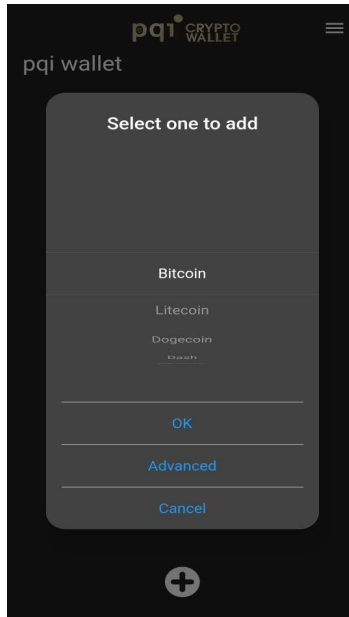 pqi CRYPTO
WALLET
pqi wallet
Select one to add
Bitcoin
Litecoin
Dogecoin
Dash
OK
Advanced
Cancel